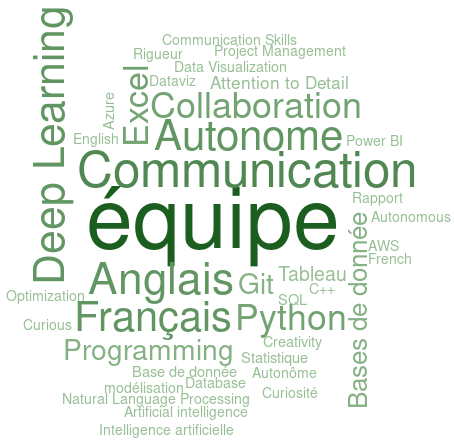 Communication Skills
Project Management
Rigueur
Data Visualization
Deep Learning
Excel
Dataviz
Attention to Detail
Azure
Collaboration
English
Autonome
Power BI
Communication
Rapport
équipe
Autonomous
Bases de donnée
AWS
French
Anglais
Git
Tableau
Optimization
SQL
C++
Curious
Français
Python
Programming
Creativity
Statistique
Base de donnée
Autonôme
modélisation
Database
Curiosité
Natural Language Processing
Artificial intelligence
Intelligence artificielle